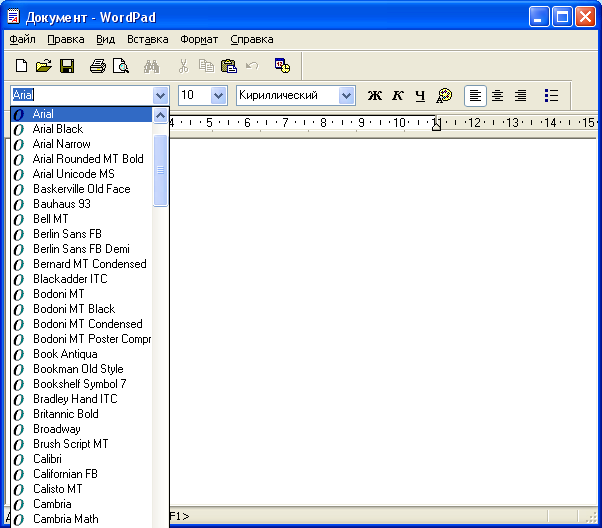 Документ - WordPad
Файл Правка Вид Вставка Формат Справка
Arial 10 Кириллический Ж К Ч
4 5 6 7 8 9 10 11 12 13 14 15
Arial
Arial Black
Arial Narrow
Arial Rounded MT Bold
Arial Unicode MS
Baskerville Old Face
Bauhaus 93
Bell MT
Berlin Sans FB
Berlin Sans FB Demi
Bernard MT Condensed
Blackadder ITC
Bodoni MT
Bodoni MT Black
Bodoni MT Condensed
Bodoni MT Poster Compr
Book Antiqua
Bookman Old Style
Bookshelf Symbol 7
Bradley Hand ITC
Britannic Bold
Broadway
Brush Script MT
Calibri
Californian FB
Calisto MT
Cambria
Cambria Math
F1>